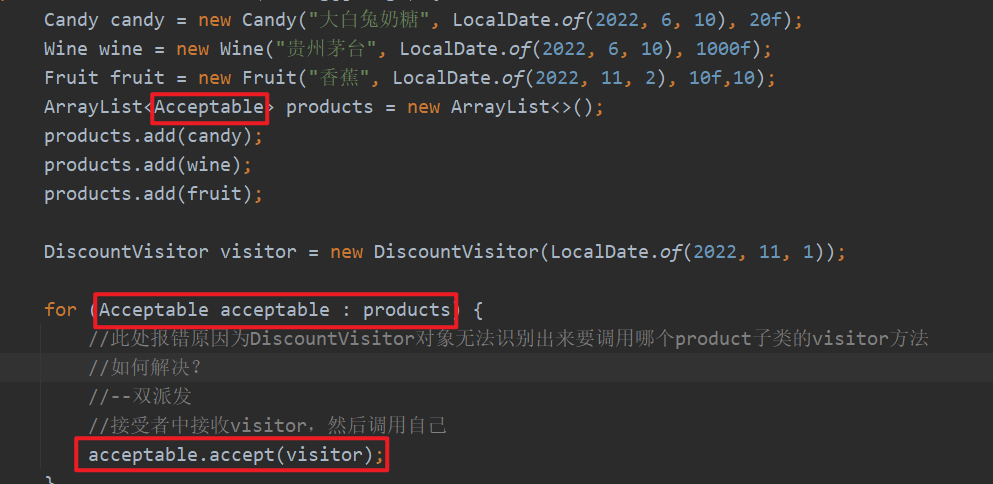 Candy candy = new Candy("大白兔奶糖", LocalDate.of(2022, 6, 10), 20f);
Wine wine = new Wine("贵州茅台", LocalDate.of(2022, 6, 10), 1000f);
Fruit fruit = new Fruit("香蕉", LocalDate.of(2022, 11, 2), 10f,10);
ArrayList<Acceptable> products = new ArrayList<>();
products.add(candy);
products.add(wine);
products.add(fruit);
DiscountVisitor visitor = new DiscountVisitor(LocalDate.of(2022, 11, 1));
for (Acceptable acceptable : products) {
//此处报错原因为DiscountVisitor对象无法识别出来要调用哪个product子类的visitor方法
//如何解决？
//--双派发
//接受者中接收visitor，然后调用自己
acceptable.accept(visitor);
}